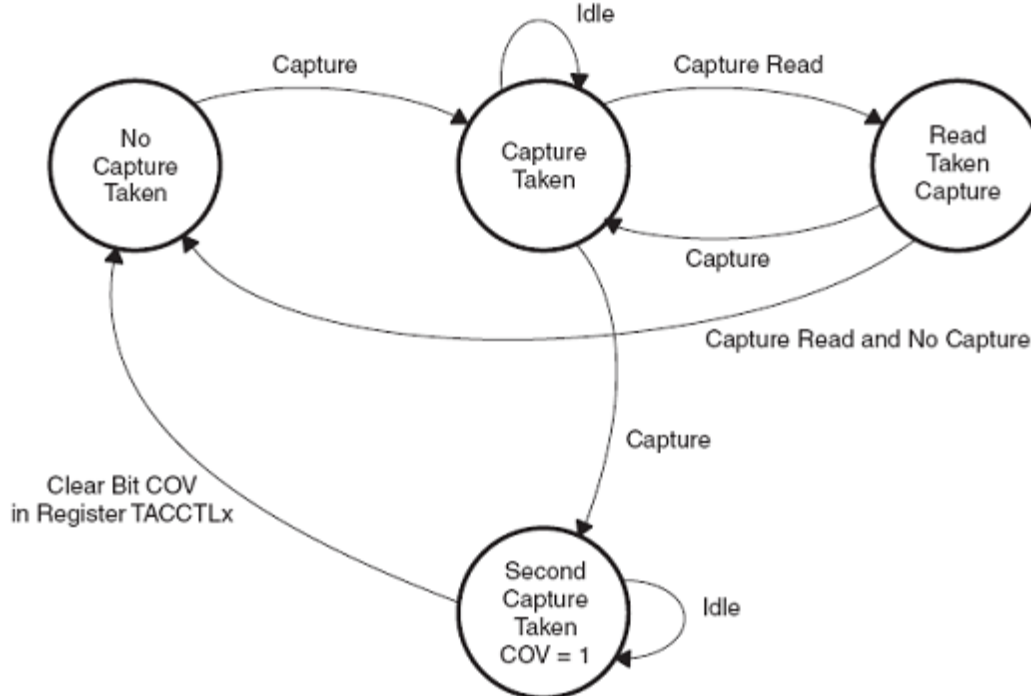 Idle
Capture
Capture Read
No
Capture
Taken
Capture
Taken
Read
Taken
Capture
Capture
Capture Read and No Capture
Capture
Clear Bit COV
in Register TACCTLx
Second
Capture
Taken
COV = 1
Idle